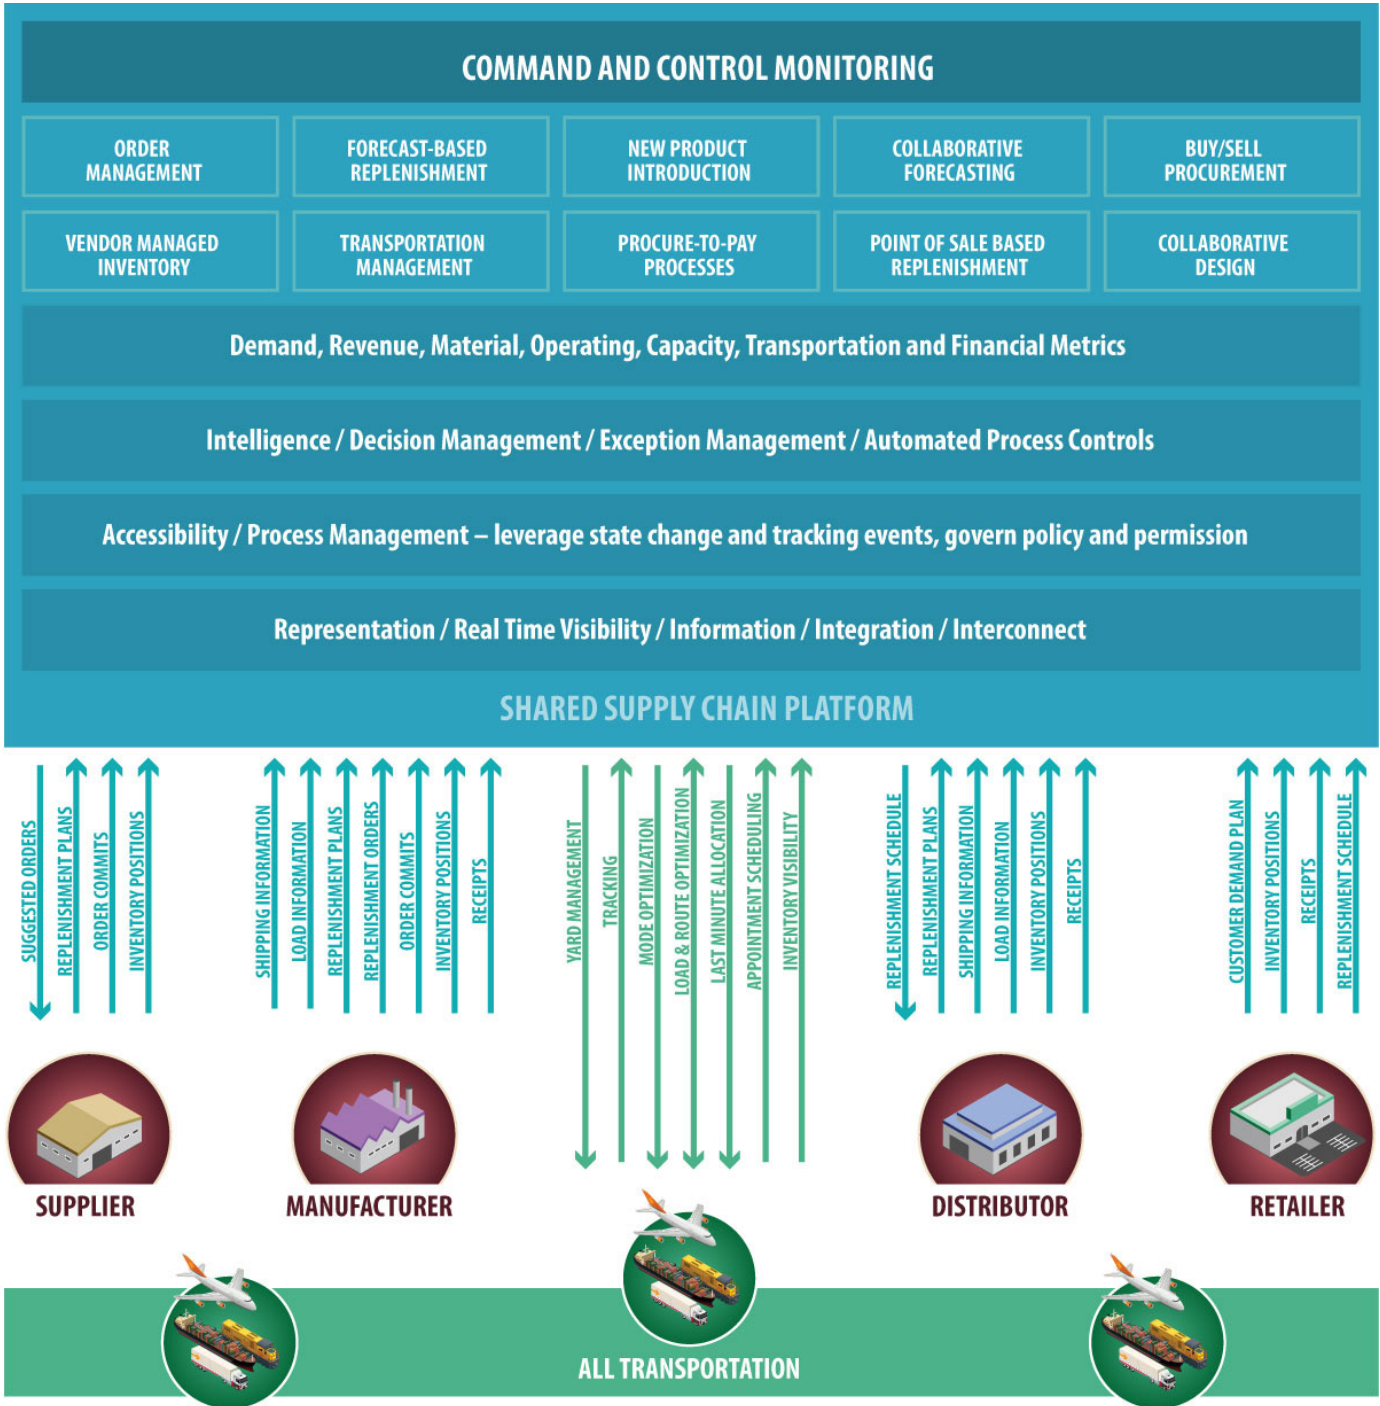 COMMAND AND CONTROL MONITORING
ORDER
MANAGEMENT
FORECAST-BASED
REPLENISHMENT
NEW PRODUCT
INTRODUCTION
COLLABORATIVE
FORECASTING
BUY/SELL
PROCUREMENT
VENDOR MANAGED
INVENTORY
TRANSPORTATION
MANAGEMENT
PROCURE-TO-PAY
PROCESSES
POINT OF SALE BASED
REPLENISHMENT
COLLABORATIVE
DESIGN
Demand, Revenue, Material, Operating, Capacity, Transportation and Financial Metrics
Intelligence / Decision Management / Exception Management / Automated Process Controls
Accessibility / Process Management – leverage state change and tracking events, govern policy and permission
Representation / Real Time Visibility / Information / Integration / Interconnect
SHARED SUPPLY CHAIN PLATFORM
SUGGESTED ORDERS
REPLENISHMENT PLANS
ORDER COMMITS
INVENTORY POSITIONS
SHIPPING INFORMATION
LOAD INFORMATION
REPLENISHMENT PLANS
REPLENISHMENT ORDERS
ORDER COMMITS
INVENTORY POSITIONS
RECEIPTS
YARD MANAGEMENT
TRACKING
MODE OPTIMIZATION
LOAD & ROUTE OPTIMIZATION
LAST MINUTE ALLOCATION
APPOINTMENT SCHEDULING
INVENTORY VISIBILITY
REPLENISHMENT SCHEDULE
REPLENISHMENT PLANS
SHIPPING INFORMATION
LOAD INFORMATION
INVENTORY POSITIONS
RECEIPTS
CUSTOMER DEMAND PLAN
INVENTORY POSITIONS
RECEIPTS
REPLENISHMENT SCHEDULE
SUPPLIER
MANUFACTURER
DISTRIBUTOR
RETAILER
ALL TRANSPORTATION